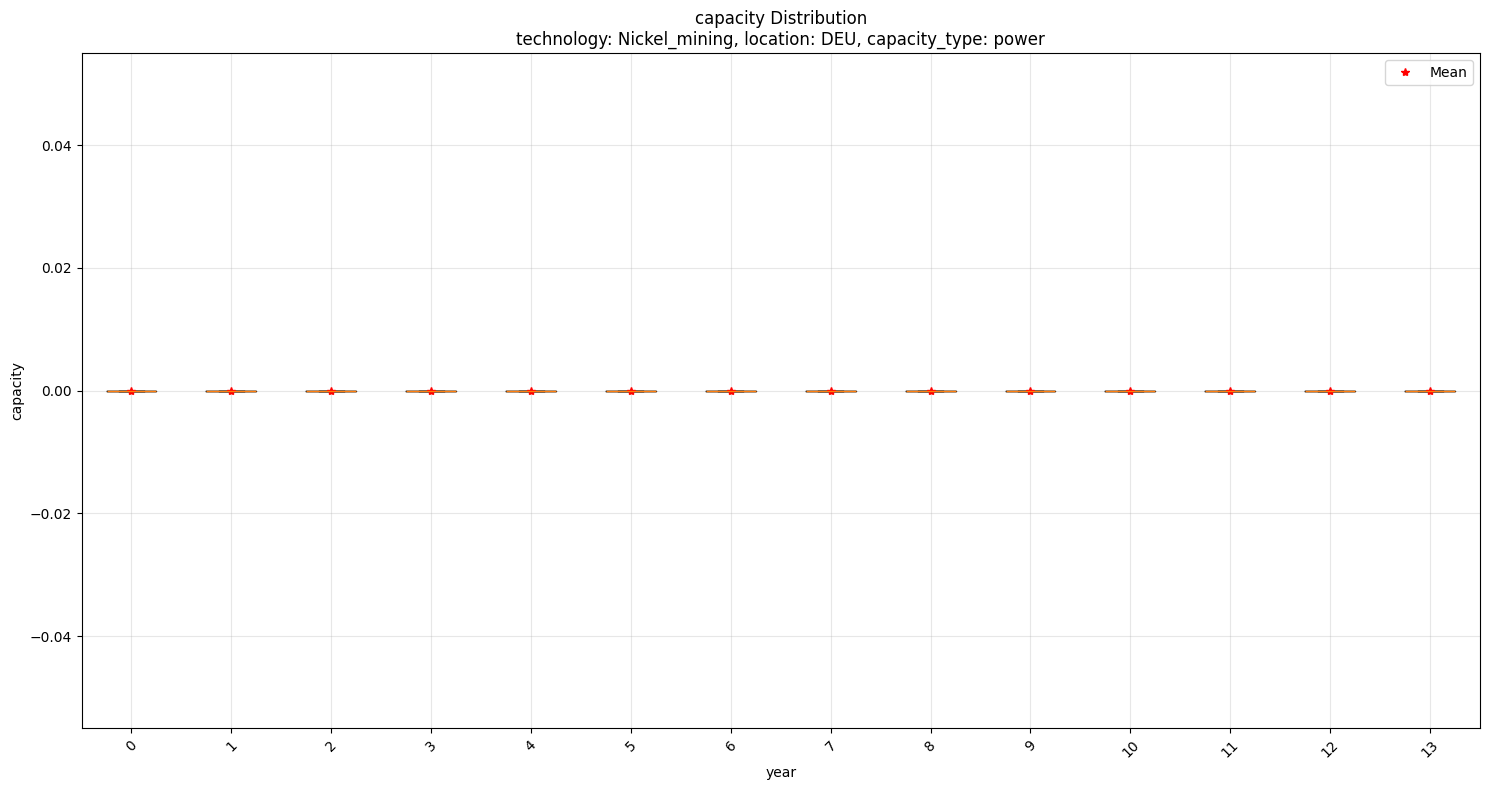 capacity Distribution
technology: Nickel_mining, location: DEU, capacity_type: power
Mean
0.04
0.02
0.00
−0.02
−0.04
capacity
0 1 2 3 4 5 6 7 8 9 10 11 12 13
year